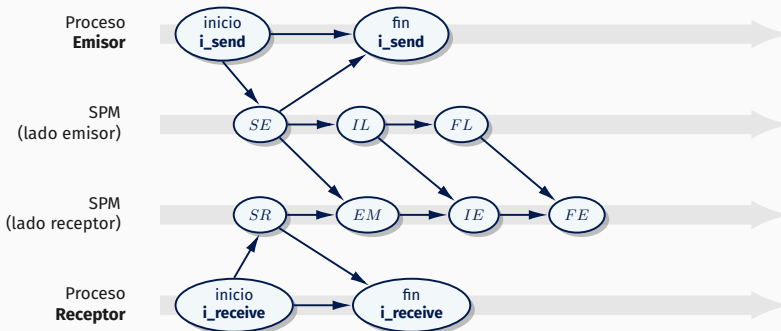 Proceso
Emisor
inicio
i_send
fin
i_send
SPM
(lado emisor)
SE
IL
FL
SPM
(lado receptor)
SR
EM
IE
FE
Proceso
Receptor
inicio
i_receive
fin
i_receive